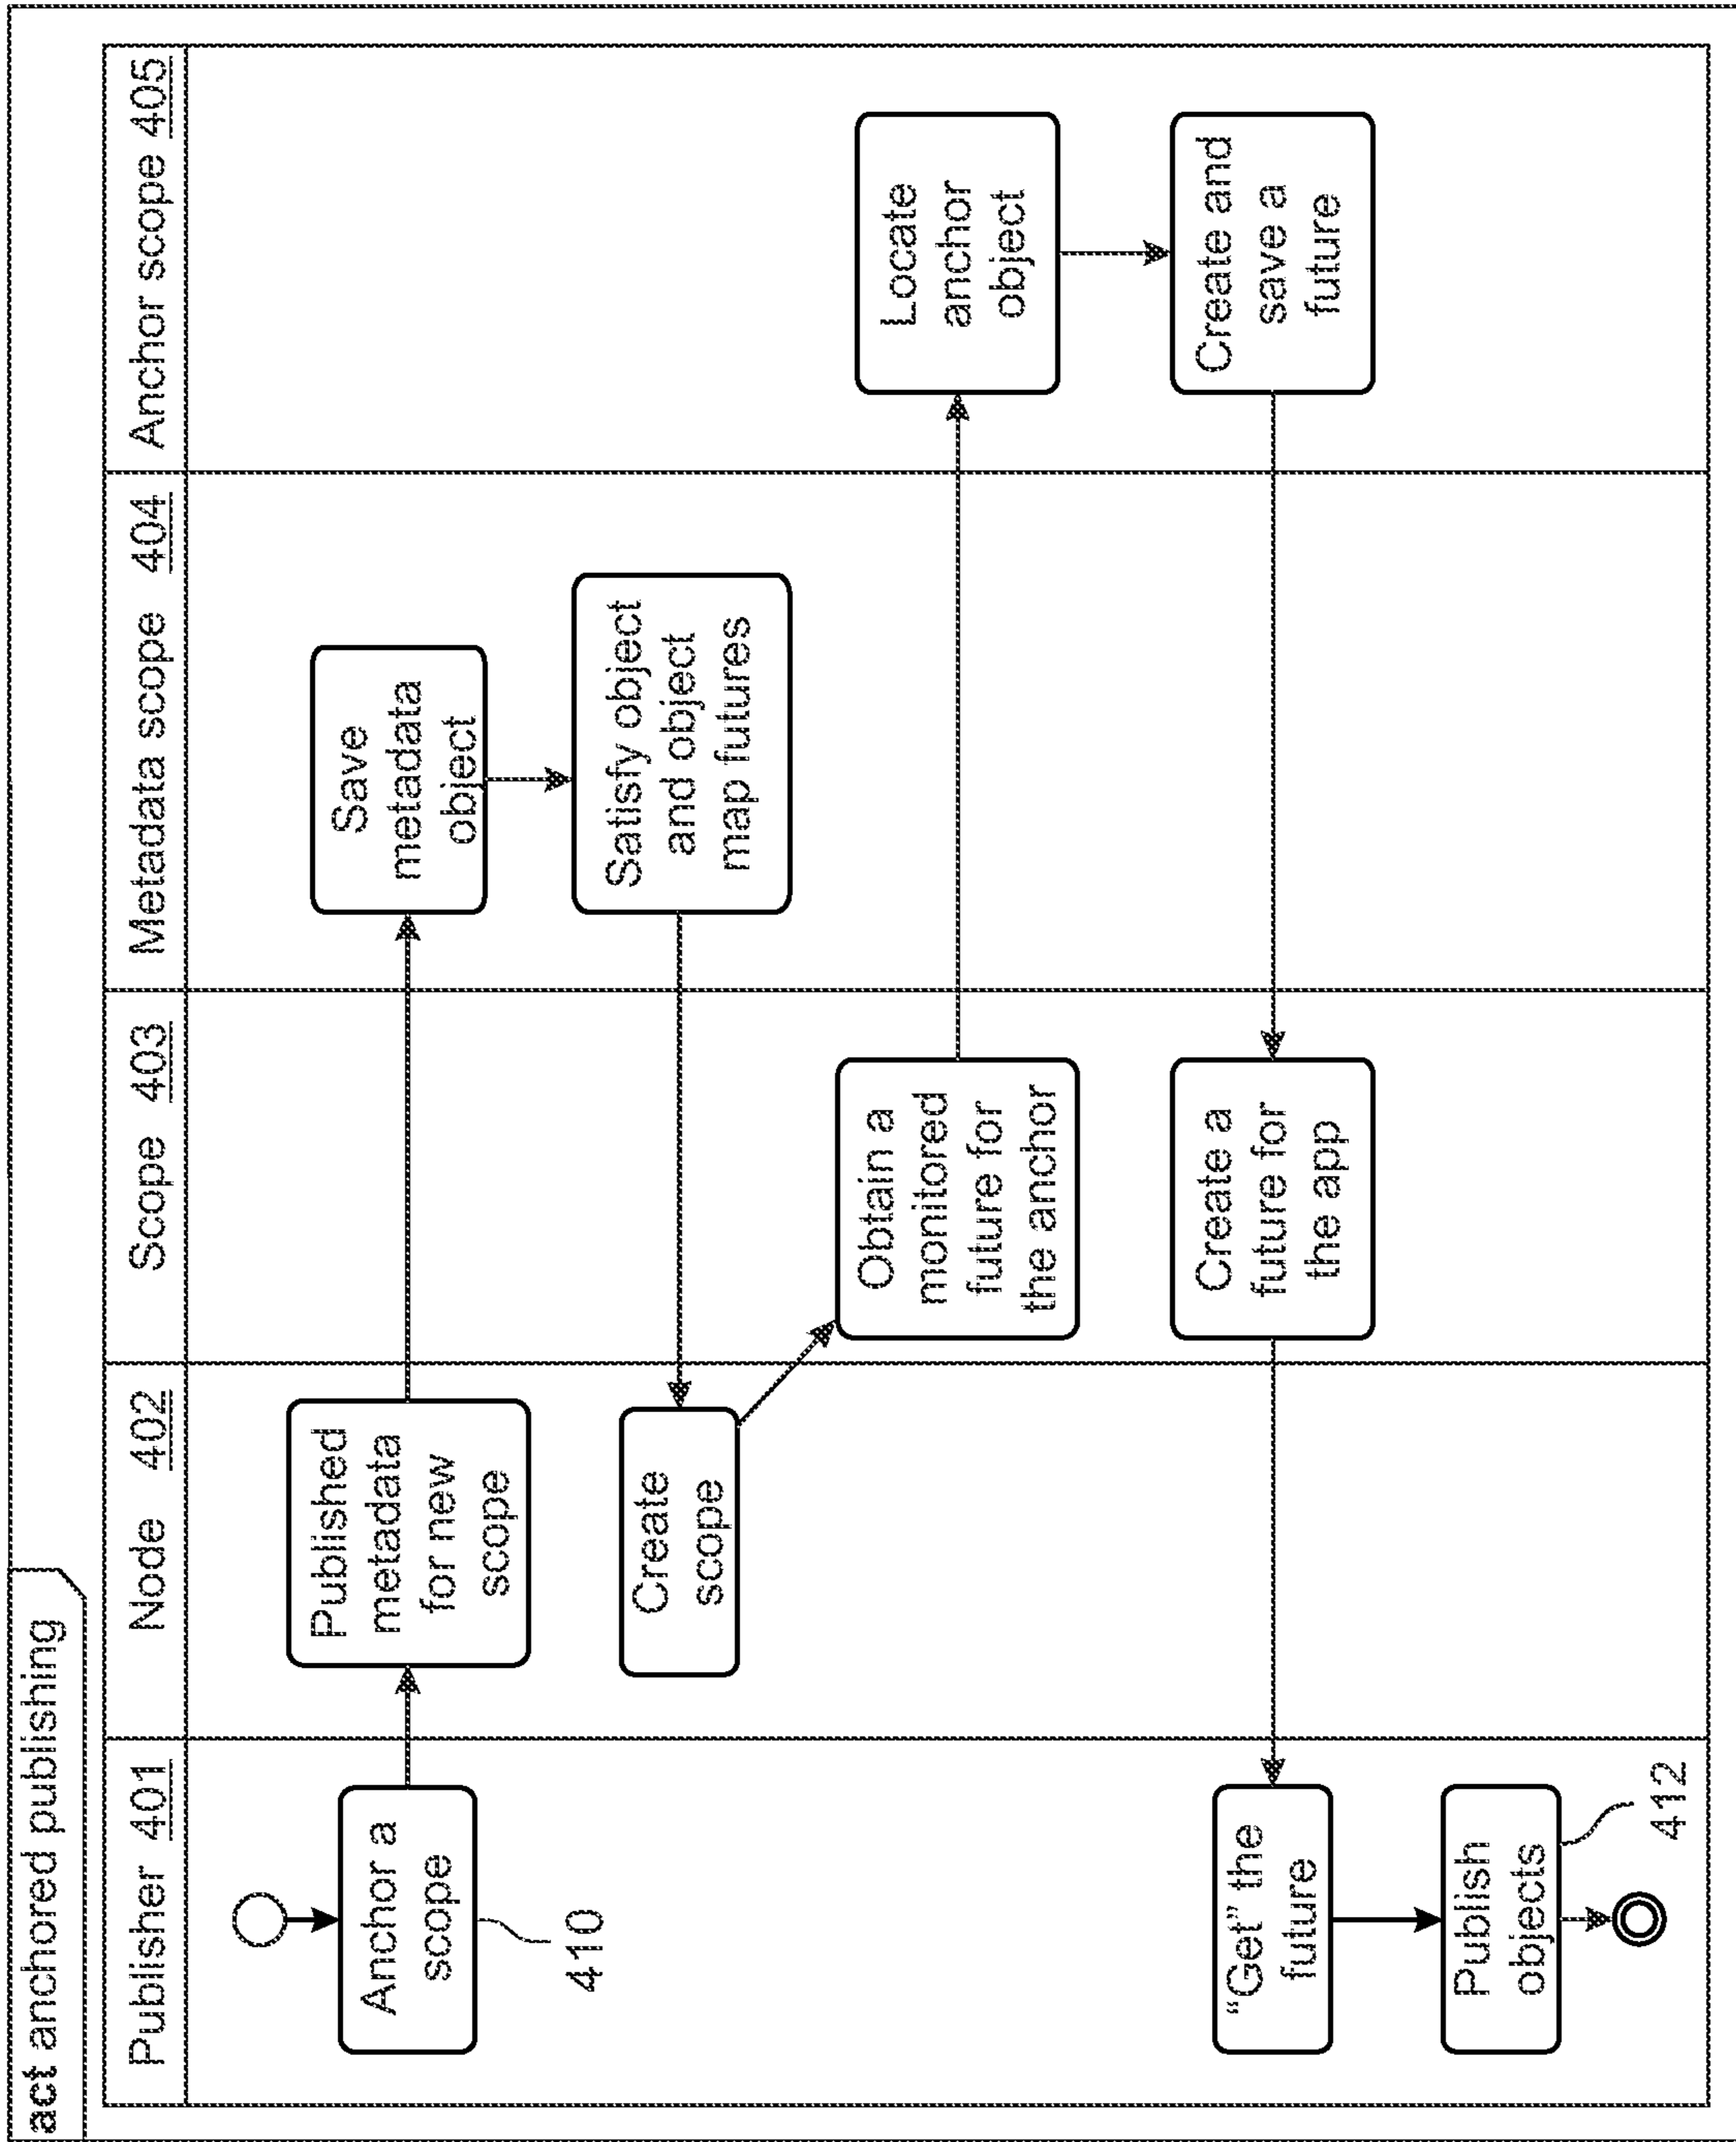 act anchored publishing
Publisher 401
Node 402
Scope 403
Metadata scope 404
Anchor scope 405
Anchor a
scope
410
Published
metadata
for new
scope
Save
metadata
object
Satisfy object
and object
map futures
Create
scope
Obtain a
monitored
future for
the anchor
Locate
anchor
object
Create and
save a
future
Create a
future for
the app
“Get” the
future
Publish
objects
412